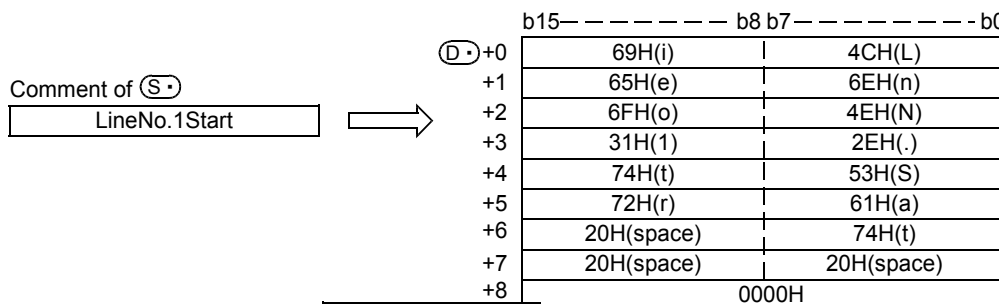 b15 b8 b7 b0
D・+0 69H(i) 4CH(L)
Comment of S・ +1 65H(e) 6EH(n)
LineNo.1Start +2 6FH(o) 4EH(N)
+3 31H(1) 2EH(.)
+4 74H(t) 53H(S)
+5 72H(r) 61H(a)
+6 20H(space) 74H(t)
+7 20H(space) 20H(space)
+8 0000H